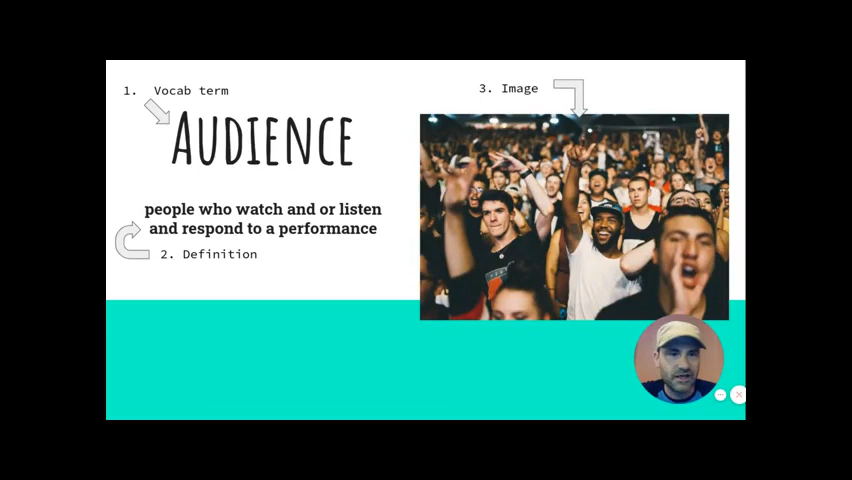 1. Vocab term
AUDIENCE
people who watch and or listen
and respond to a performance
2. Definition
3. Image